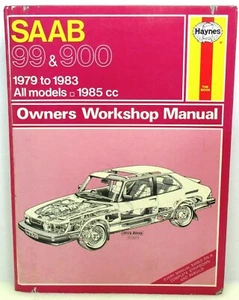 SAAB
Haynes
99 & 900
1979 to 1983
All models □ 1985 cc
Owners Workshop Manual